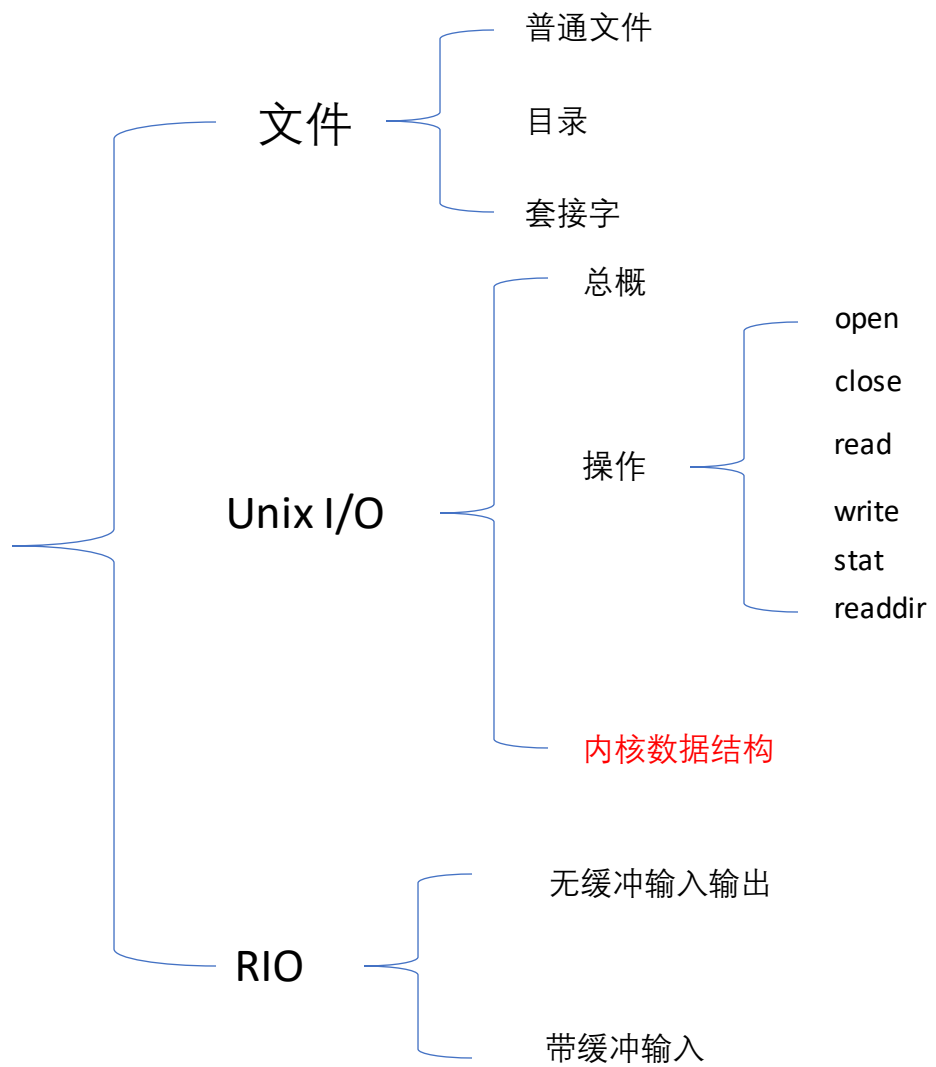 文件
普通文件
目录
套接字
Unix I/O
总概
操作
open
close
read
write
stat
readdir
内核数据结构
RIO
无缓冲输入输出
带缓冲输入